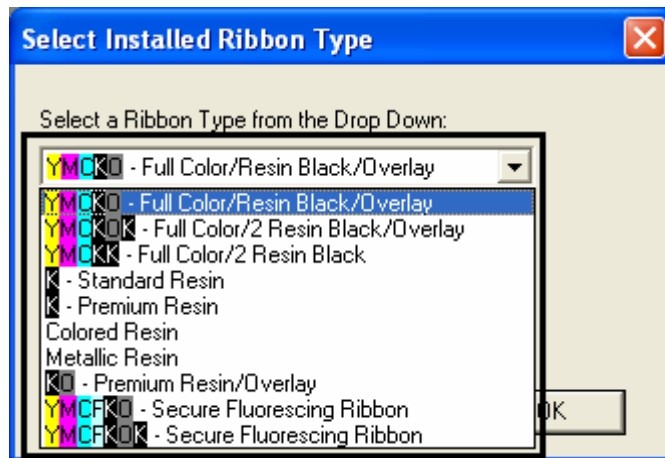 Select Installed Ribbon Type
Select a Ribbon Type from the Drop Down:
YMCKO - Full Color/Resin Black/Overlay
YMCKO - Full Color/Resin Black/Overlay
YMCKOK - Full Color/2 Resin Black/Overlay
YMCKK - Full Color/2 Resin Black
K - Standard Resin
K - Premium Resin
Colored Resin
Metallic Resin
KO - Premium Resin/Overlay
YMCFKO - Secure Fluorescing Ribbon
YMCFKOK - Secure Fluorescing Ribbon
OK